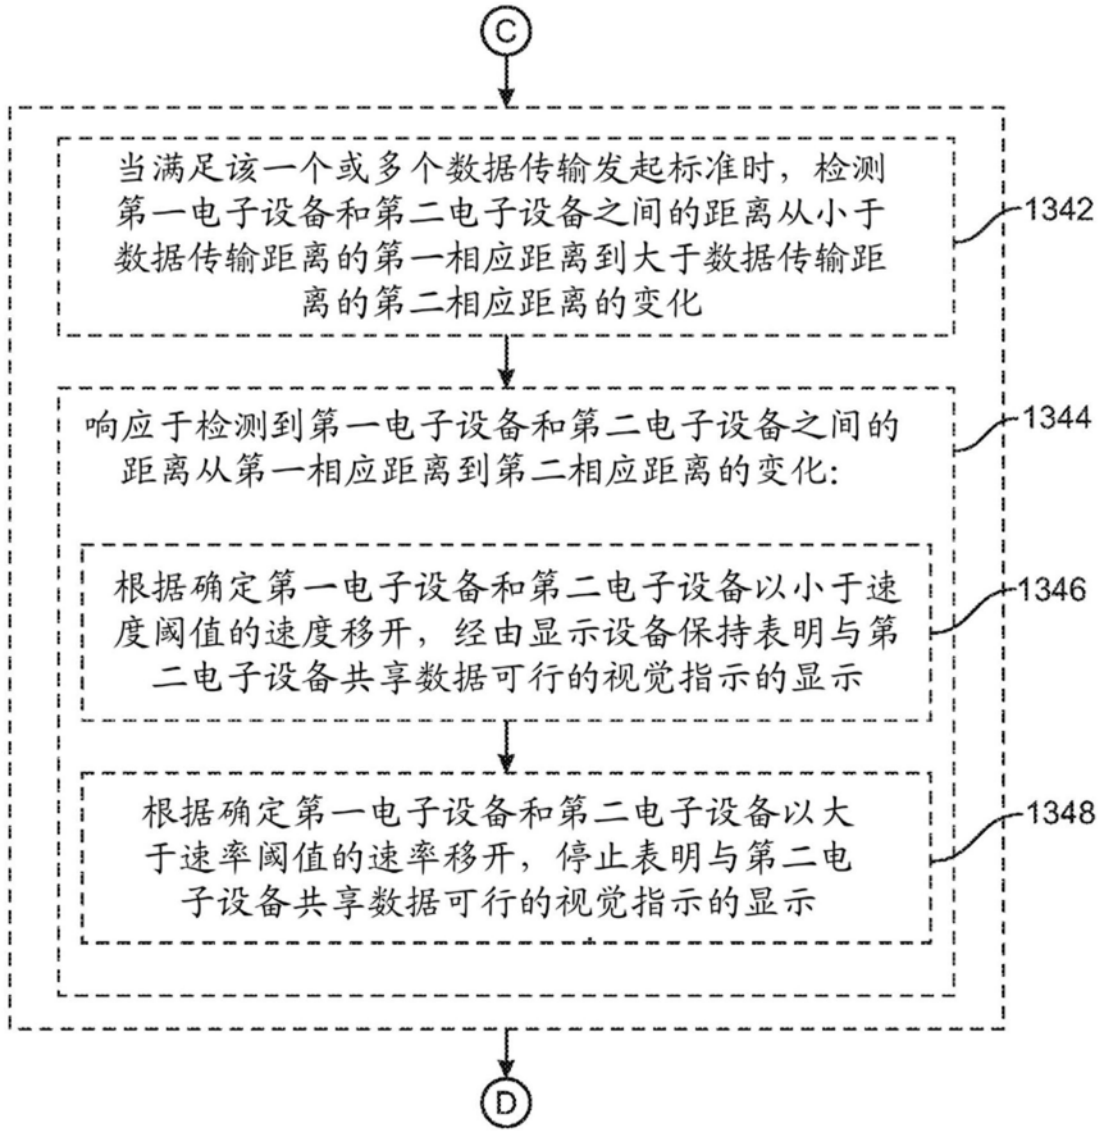 C
当满足该一个或多个数据传输发起标准时，检测
第一电子设备和第二电子设备之间的距离从小于
数据传输距离的第一相应距离到大于数据传输距
离的第二相应距离的变化
1342
响应于检测到第一电子设备和第二电子设备之间的
距离从第一相应距离到第二相应距离的变化：
1344
根据确定第一电子设备和第二电子设备以小于速
度阈值的速度移开，经由显示设备保持表明与第
二电子设备共享数据可行的视觉指示的显示
1346
根据确定第一电子设备和第二电子设备以大
于速率阈值的速率移开，停止表明与第二电
子设备共享数据可行的视觉指示的显示
1348
D